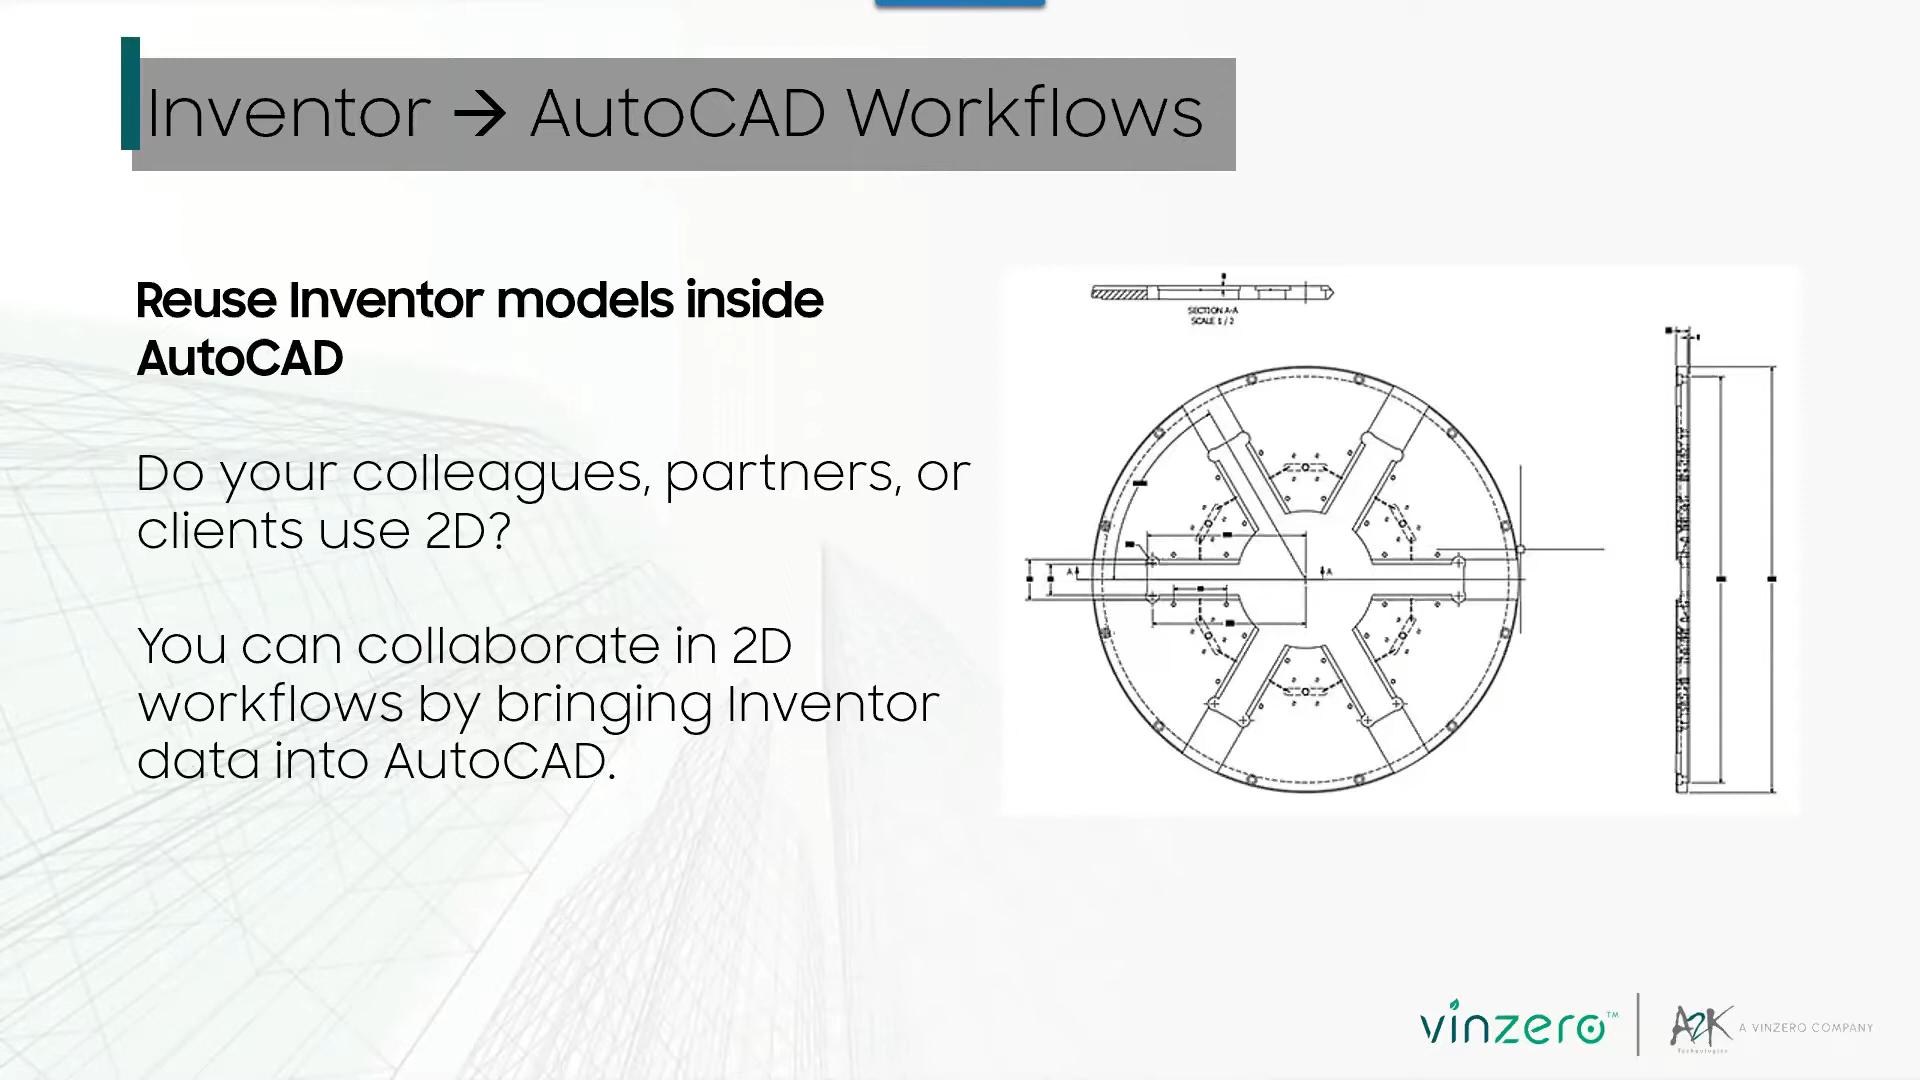 Inventor → AutoCAD Workflows
Reuse Inventor models inside
AutoCAD
Do your colleagues, partners, or
clients use 2D?
You can collaborate in 2D
workflows by bringing Inventor
data into AutoCAD.
SECTION A-A
SCALE 1 / 2
A
A
vinzero™
A2K
Technologies
A VINZERO COMPANY